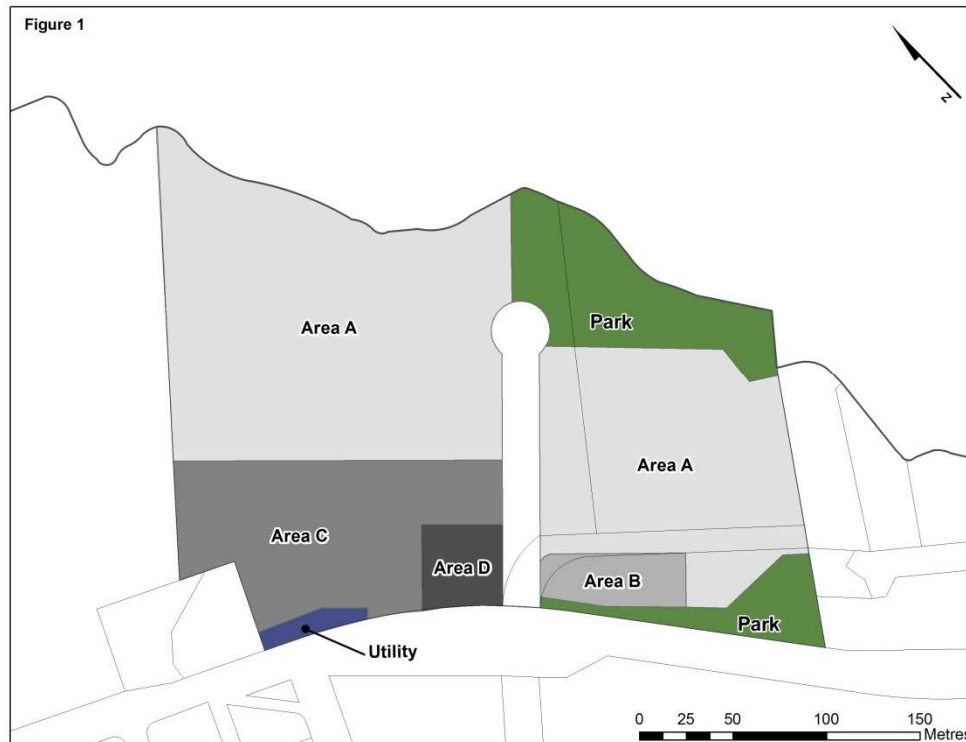 Figure 1
N
Area A
Park
Area A
Area C
Area D
Area B
Park
Utility
0 25 50 100 150
Metres